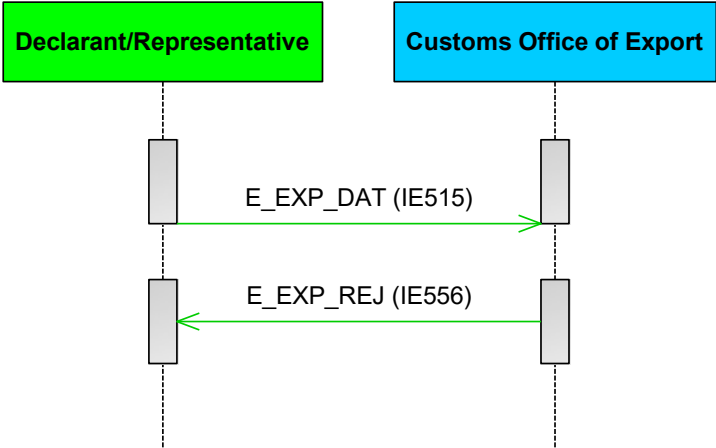 Declarant/Representative
Customs Office of Export
E_EXP_DAT (IE515)
E_EXP_REJ (IE556)